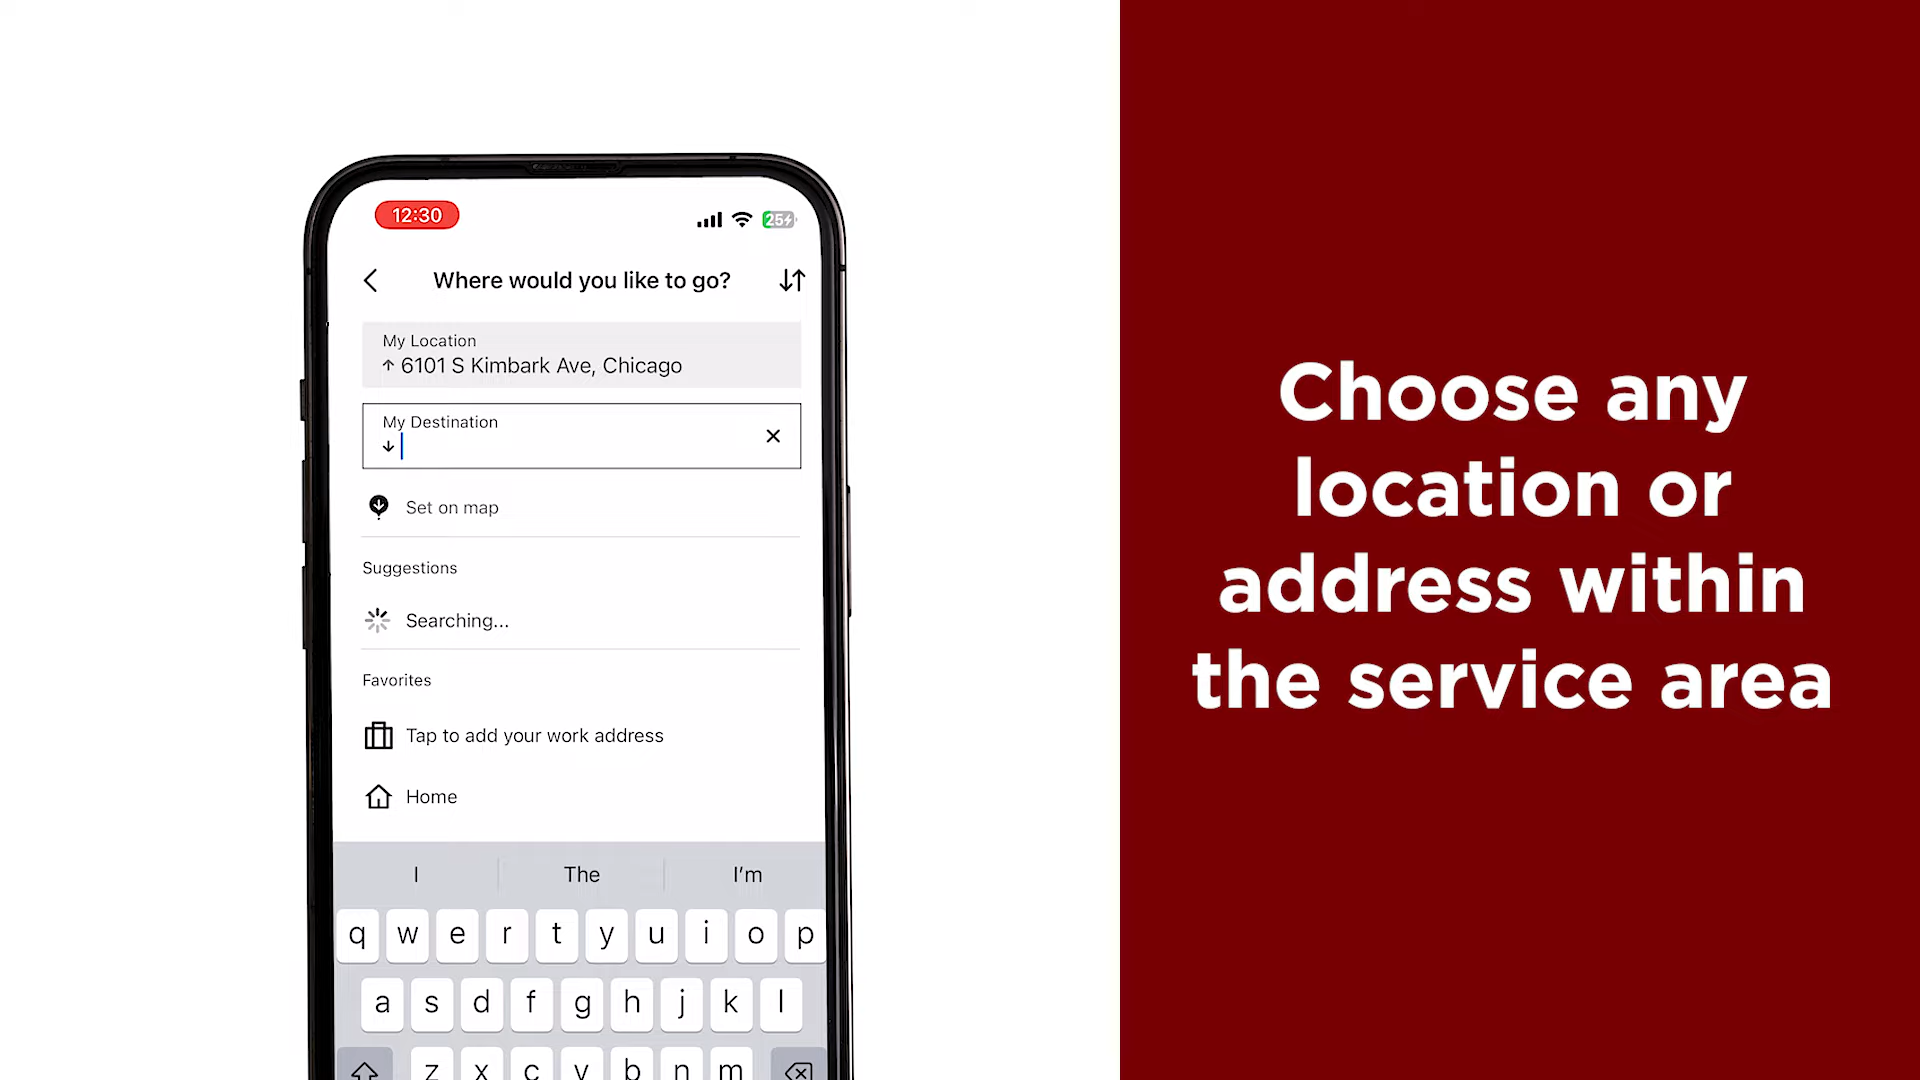 12:30
25
Where would you like to go?
My Location
6101 S Kimbark Ave, Chicago
My Destination
Set on map
Suggestions
Searching...
Favorites
Tap to add your work address
Home
I The I'm
q w e r t y u i o p
a s d f g h j k l
z x c v b n m
Choose any
location or
address within
the service area